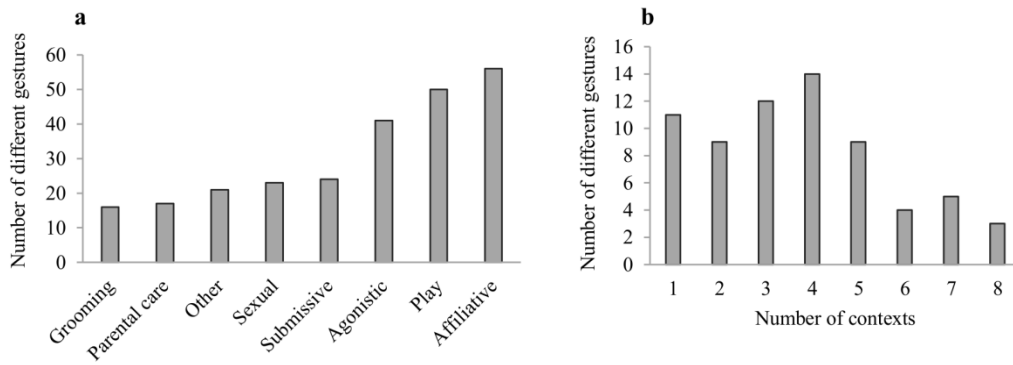 a
Number of different gestures
60
50
40
30
20
10
0
Grooming
Parental care
Other
Sexual
Submissive
Agonistic
Play
Affiliative
b
Number of different gestures
16
14
12
10
8
6
4
2
0
1 2 3 4 5 6 7 8
Number of contexts